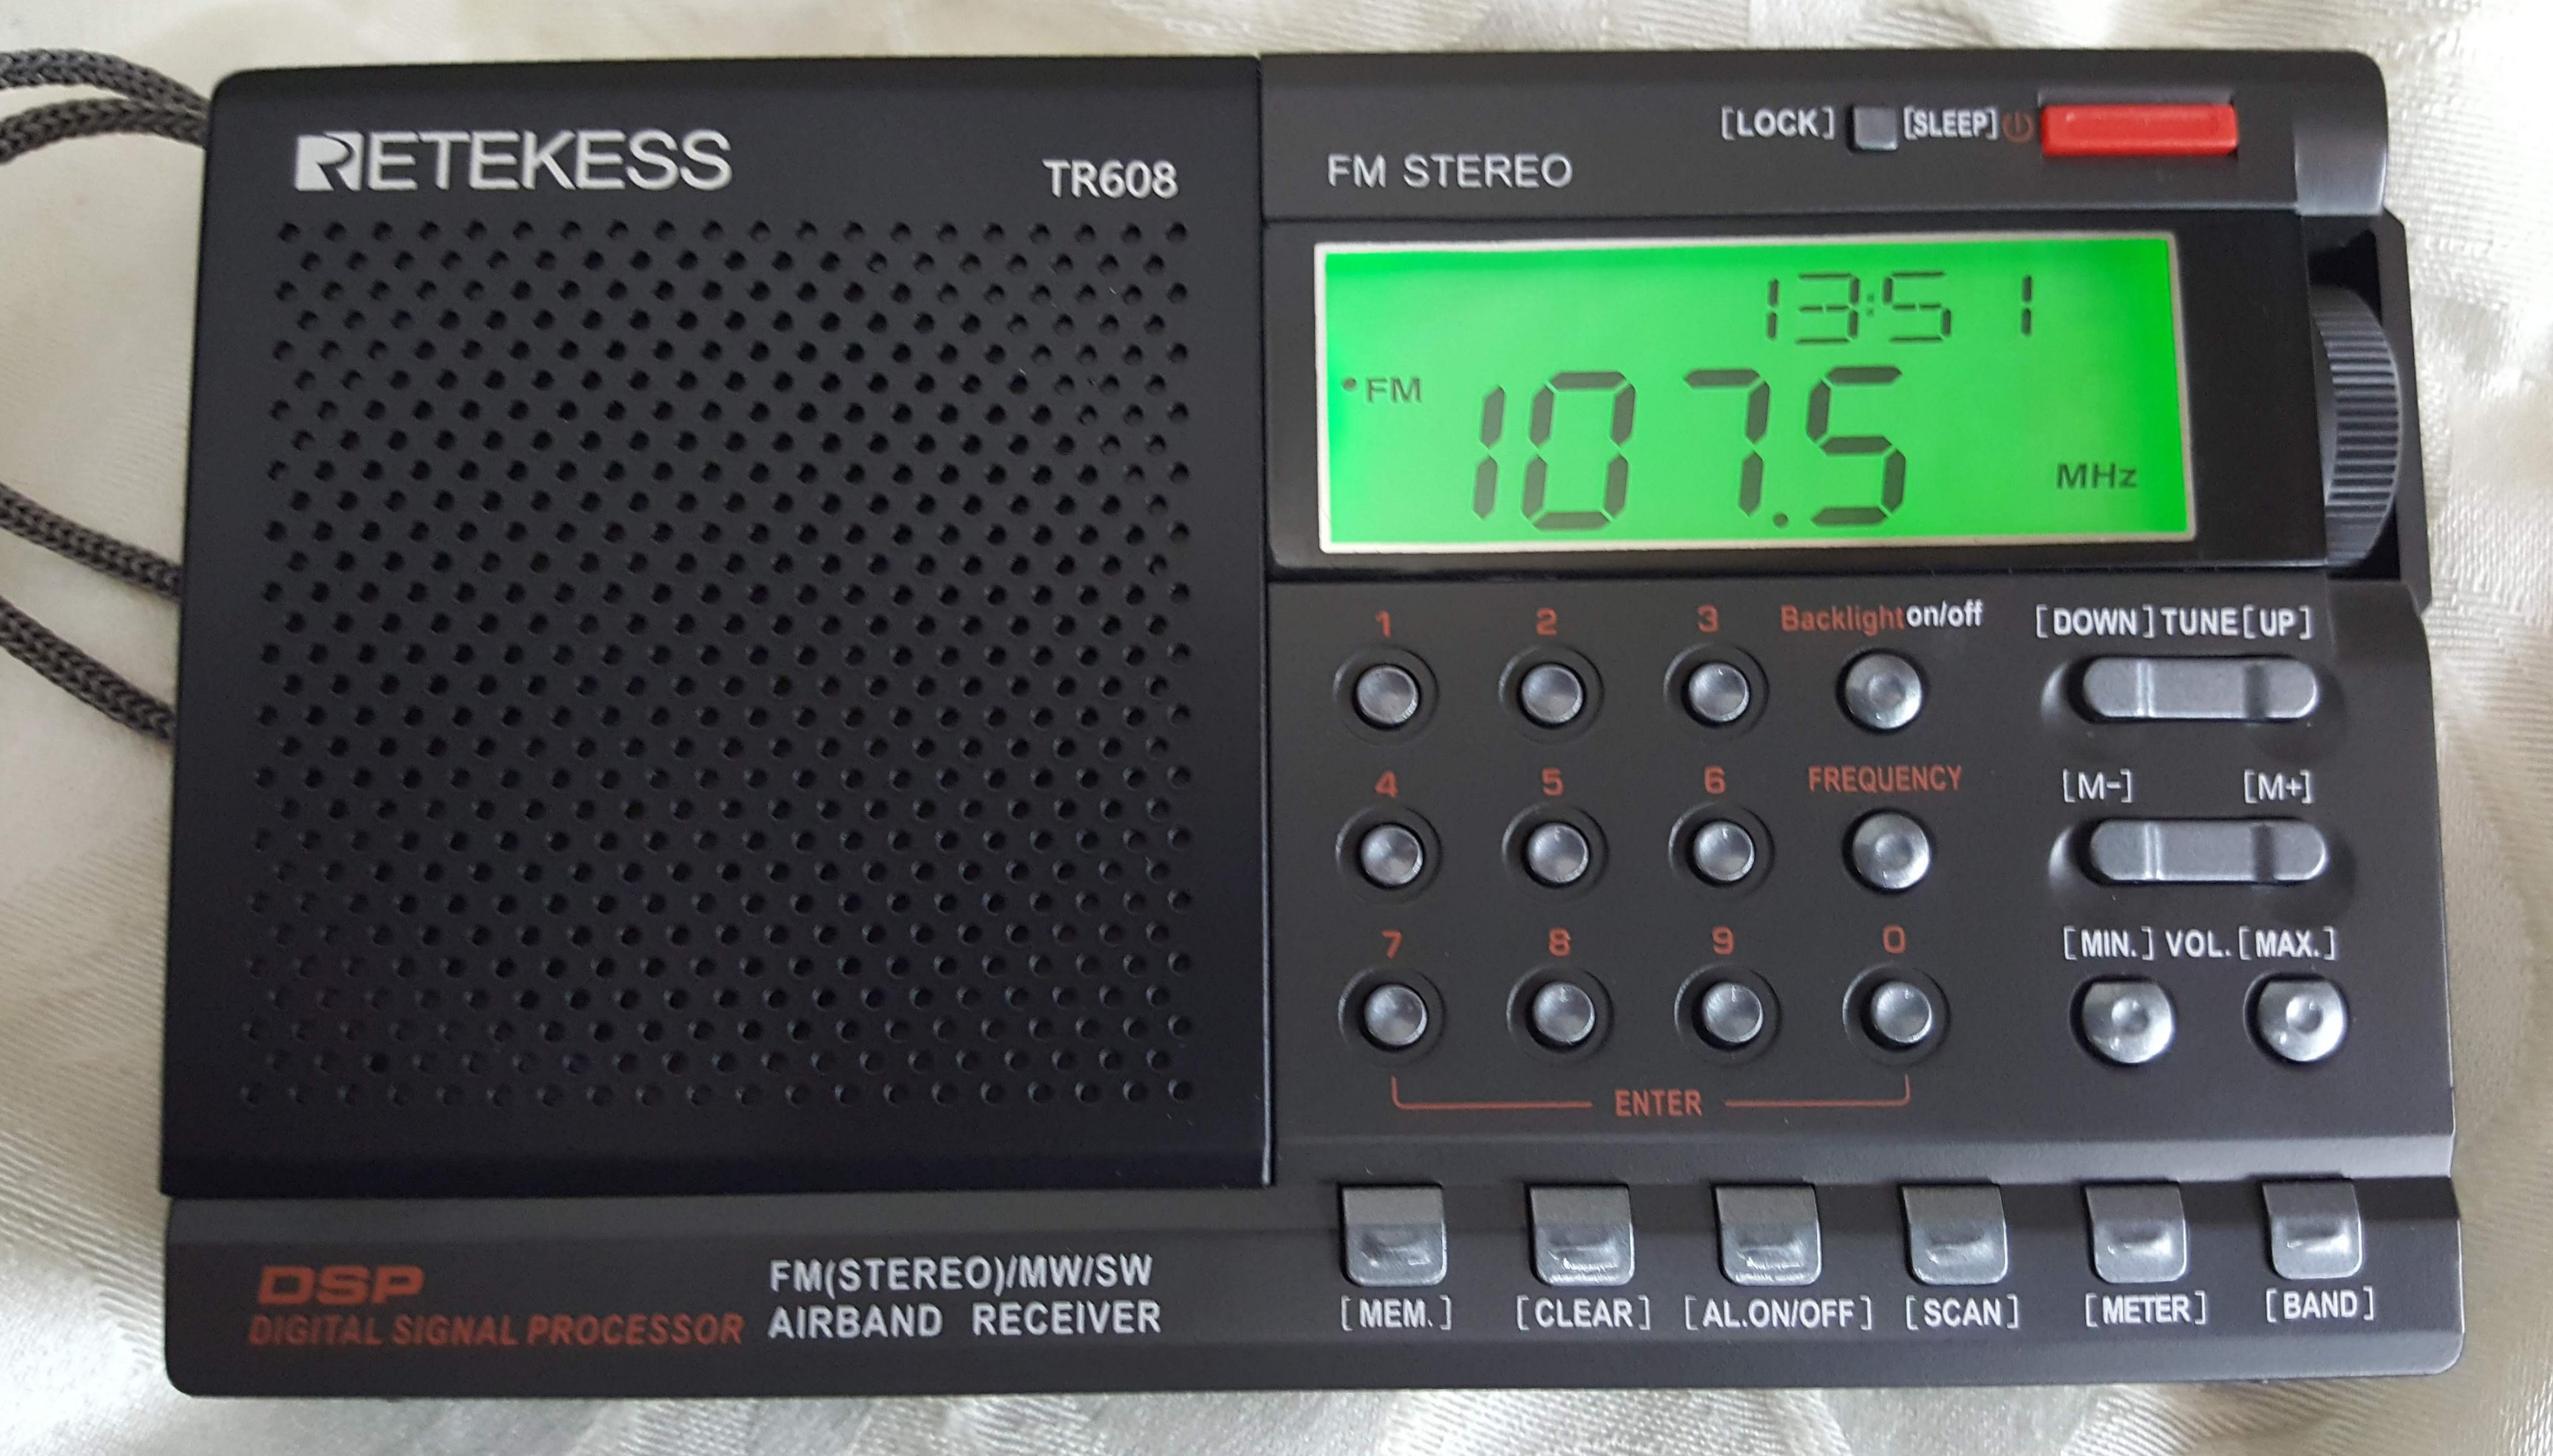 RETEKESS
TR608
FM STEREO
[LOCK] [SLEEP]
13:51 1
FM 107.5 MHz
1 2 3 Backlight on/off
[DOWN] TUNE [UP]
4 5 6 FREQUENCY
[M-] [M+]
7 8 9 0
[MIN.] VOL. [MAX.]
ENTER
DSP
DIGITAL SIGNAL PROCESSOR
FM(STEREO)/MW/SW
AIRBAND RECEIVER
[MEM.] [CLEAR] [AL.ON/OFF] [SCAN] [METER] [BAND]